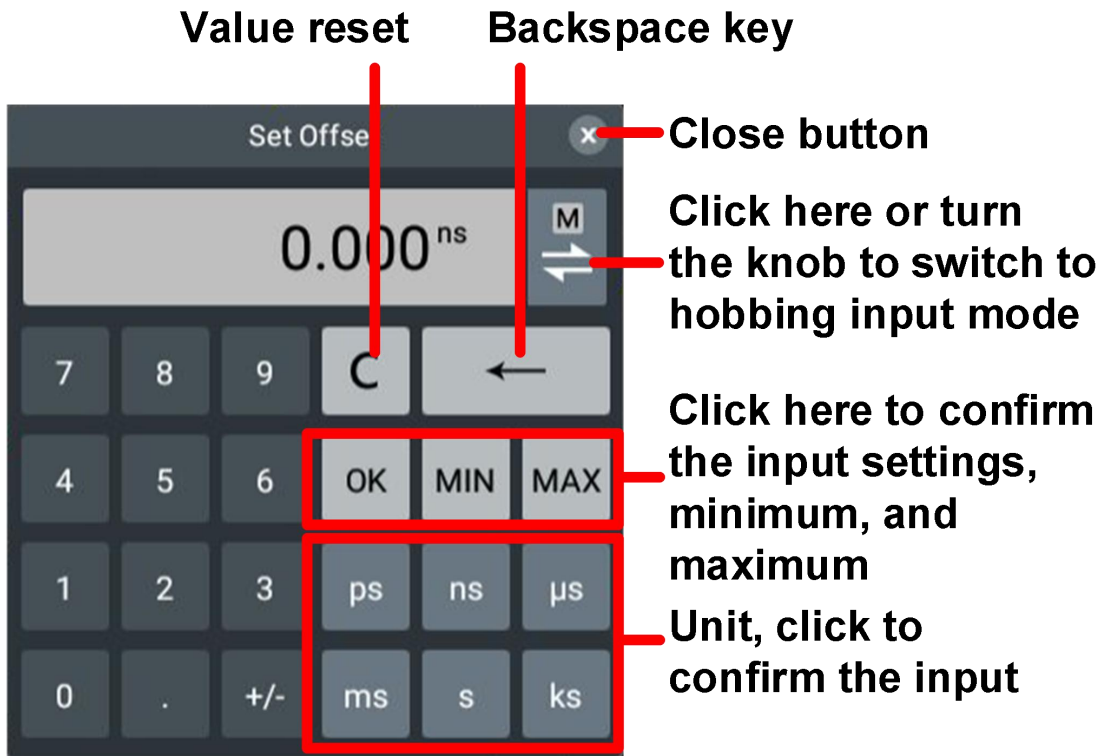 Value reset Backspace key
Set Offse
Close button
0.000 ns
M
Click here or turn
the knob to switch to
hobbing input mode
7 8 9 C ←
4 5 6 OK MIN MAX
Click here to confirm
the input settings,
minimum, and
maximum
1 2 3 ps ns µs
Unit, click to
confirm the input
0 . +/- ms s ks